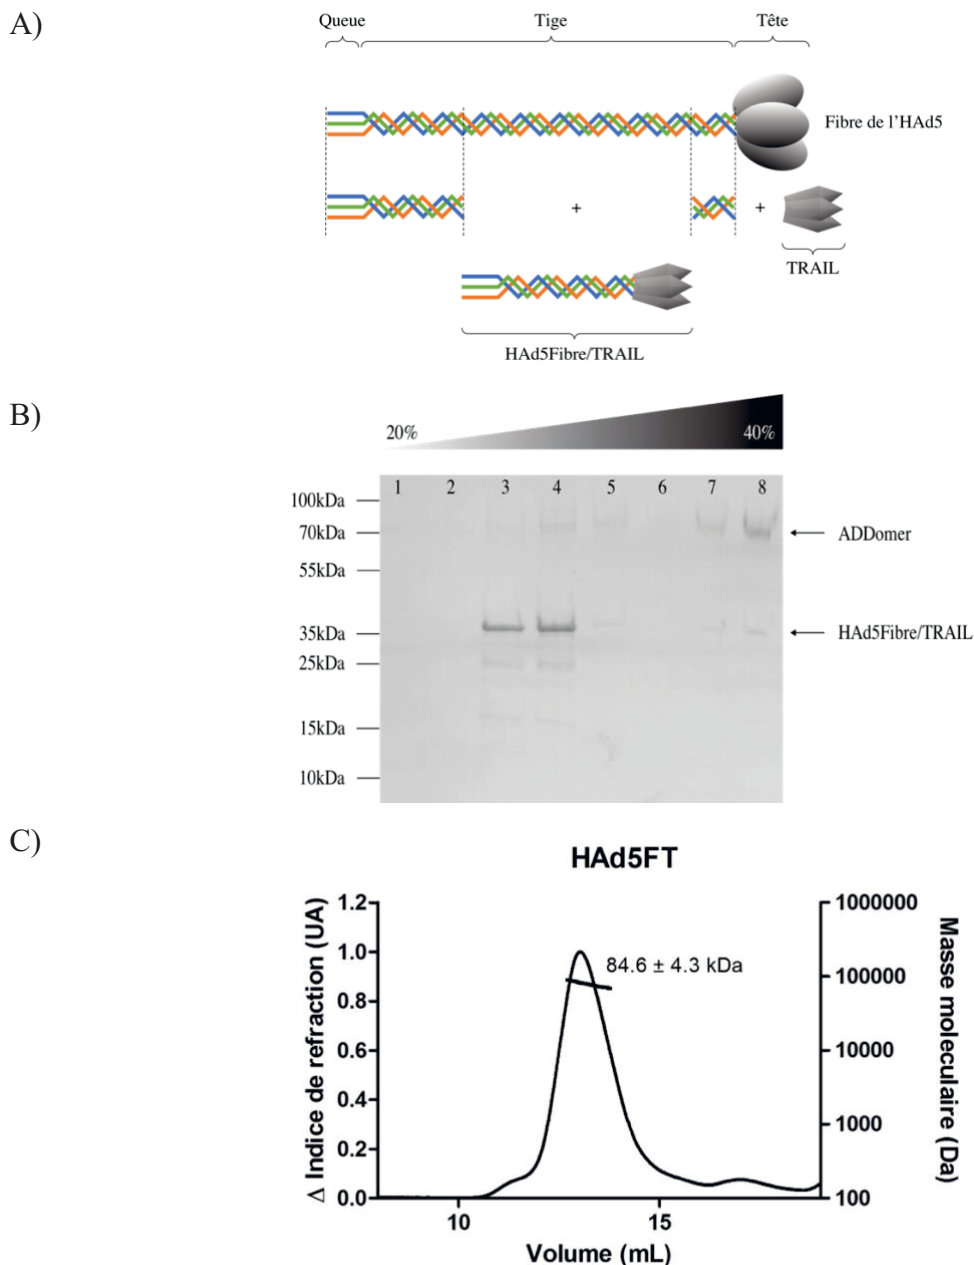 A)
Queue Tige Tête
Fibre de l'HAd5
+ +
TRAIL
HAd5Fibre/TRAIL
B)
20% 40%
1 2 3 4 5 6 7 8
100kDa
70kDa
ADDomer
55kDa
35kDa
HAd5Fibre/TRAIL
25kDa
15kDa
10kDa
C)
HAd5FT
Δ Indice de refraction (UA)
1.2
1.0
0.8
0.6
0.4
0.2
0.0
84.6 ± 4.3 kDa
1000000
100000
10000
1000
100
Masse moleculaire (Da)
10 15
Volume (mL)